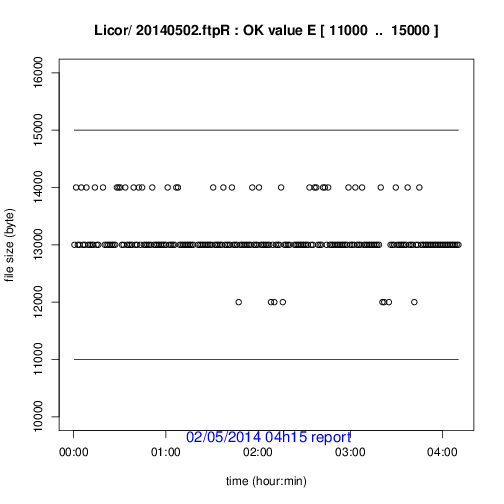 Licor/ 20140502.ftpR : OK value E [ 11000 .. 15000 ]
file size (byte)
16000
15000
14000
13000
12000
11000
10000
02/05/2014 04h15 report
00:00 01:00 02:00 03:00 04:00
time (hour:min)